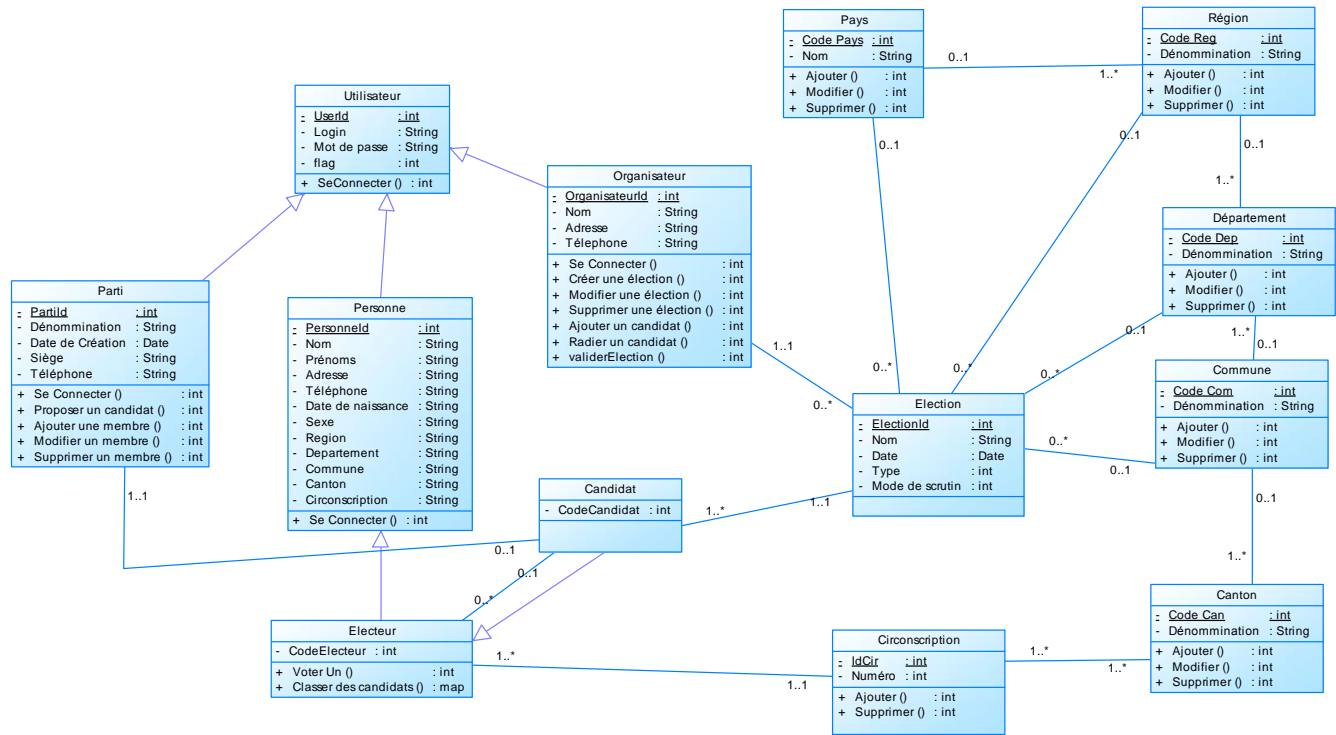 Pays
- Code Pays : int
- Nom : String
+ Ajouter () : int
+ Modifier () : int
+ Supprimer () : int
0..1
1..*
0..1
Région
- Code Reg : int
- Dénommination : String
+ Ajouter () : int
+ Modifier () : int
+ Supprimer () : int
0..1
0..1
1..*
Utilisateur
- UserId : int
- Login : String
- Mot de passe : String
- flag : int
+ SeConnecter () : int
Organisateur
- OrganisateurId : int
- Nom : String
- Adresse : String
- Télephone : String
+ Se Connecter () : int
+ Créer une élection () : int
+ Modifier une élection () : int
+ Supprimer une élection () : int
+ Ajouter un candidat () : int
+ Radier un candidat () : int
+ validerElection () : int
1..1
0..*
Département
- Code Dep : int
- Dénommination : String
+ Ajouter () : int
+ Modifier () : int
+ Supprimer () : int
0..1
1..*
0..1
Parti
- PartiId : int
- Dénommination : String
- Date de Création : Date
- Siège : String
- Téléphone : String
+ Se Connecter () : int
+ Proposer un candidat () : int
+ Ajouter une membre () : int
+ Modifier un membre () : int
+ Supprimer un membre () : int
1..1
Personne
- PersonneId : int
- Nom : String
- Prénoms : String
- Adresse : String
- Téléphone : String
- Date de naissance : String
- Sexe : String
- Region : String
- Departement : String
- Commune : String
- Canton : String
- Circonscription : String
+ Se Connecter () : int
0..*
0..*
0..*
Election
- ElectionId : int
- Nom : String
- Date : Date
- Type : int
- Mode de scrutin : int
0..*
0..1
Commune
- Code Com : int
- Dénommination : String
+ Ajouter () : int
+ Modifier () : int
+ Supprimer () : int
0..1
1..*
Candidat
- CodeCandidat : int
1..*
1..1
0..1
0..1
0..*
Electeur
- CodeElecteur : int
+ Voter Un () : int
+ Classer des candidats () : map
1..*
1..1
Circonscription
- IdCir : int
- Numéro : int
+ Ajouter () : int
+ Supprimer () : int
1..*
1..*
Canton
- Code Can : int
- Dénommination : String
+ Ajouter () : int
+ Modifier () : int
+ Supprimer () : int